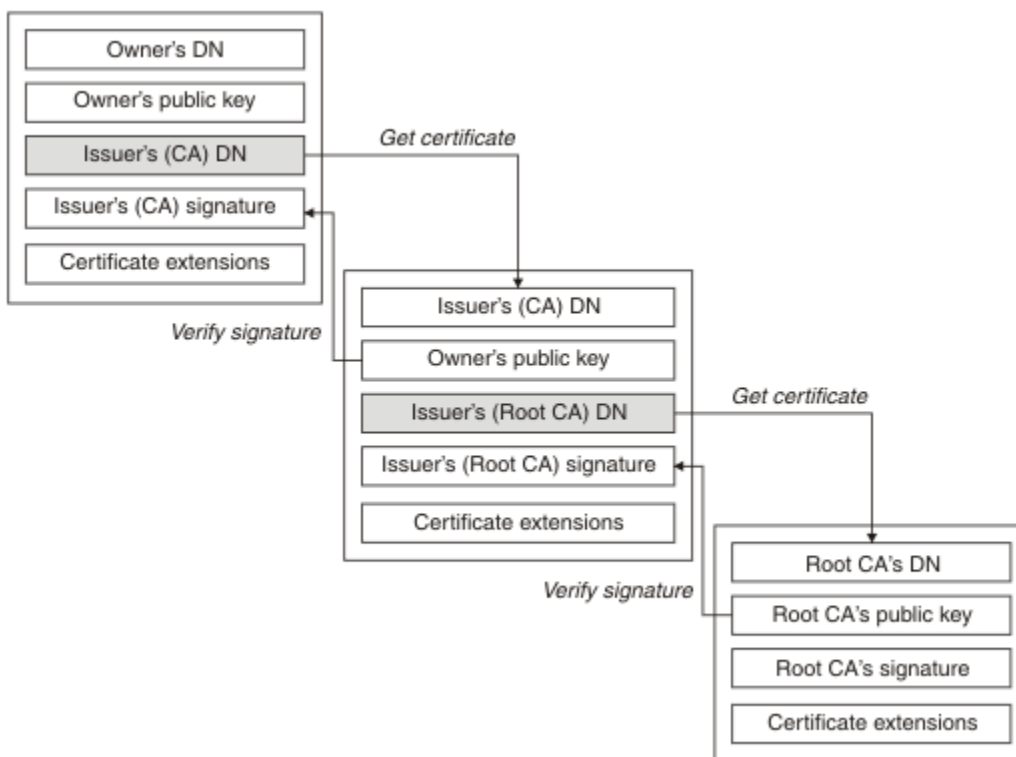 Owner's DN
Owner's public key
Issuer's (CA) DN
Get certificate
Issuer's (CA) signature
Certificate extensions
Verify signature
Issuer's (CA) DN
Owner's public key
Issuer's (Root CA) DN
Get certificate
Issuer's (Root CA) signature
Certificate extensions
Verify signature
Root CA's DN
Root CA's public key
Root CA's signature
Certificate extensions